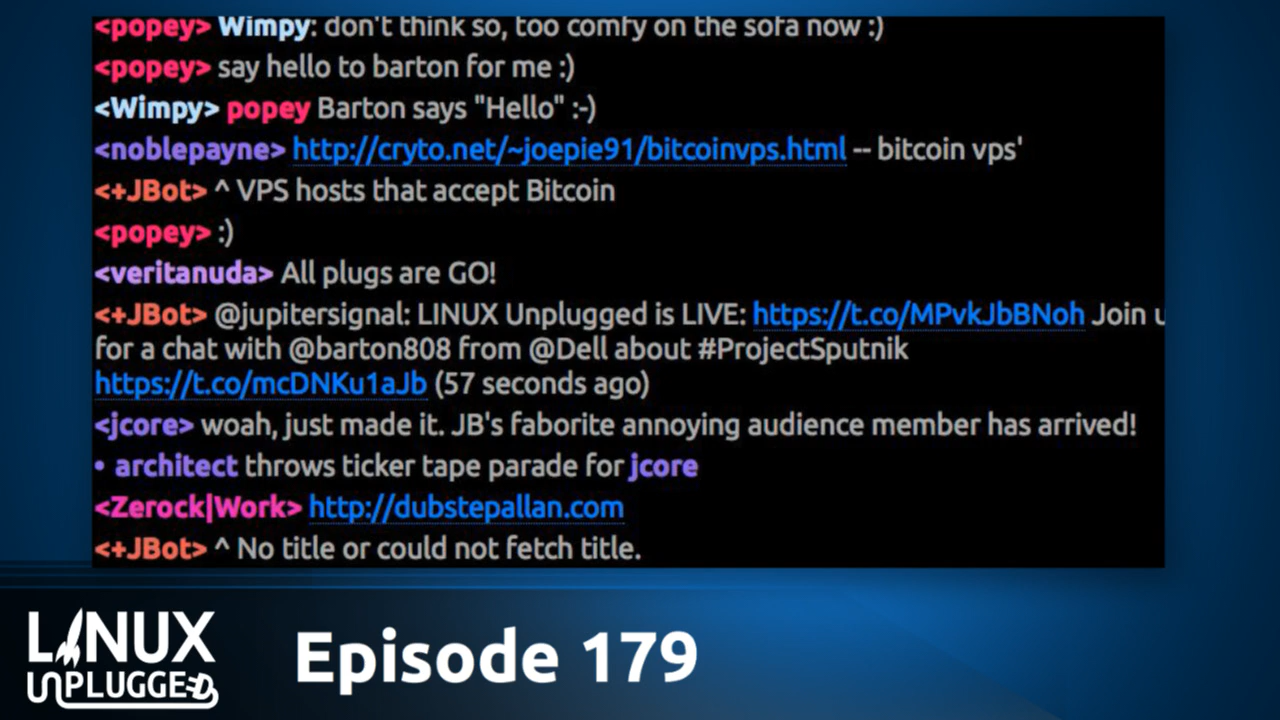 <popey> Wimpy: don't think so, too comfy on the sofa now :)
<popey> say hello to barton for me :)
<Wimpy> popey Barton says "Hello" :-)
<noblepayne> http://cryto.net/~joepie91/bitcoinvps.html -- bitcoin vps'
<+JBot> ^ VPS hosts that accept Bitcoin
<popey> :)
<veritanuda> All plugs are GO!
<+JBot> @jupitersignal: LINUX Unplugged is LIVE: https://t.co/MPvkJbBNoh Join u
for a chat with @barton808 from @Dell about #ProjectSputnik
https://t.co/mcDNKu1aJb (57 seconds ago)
<jcore> woah, just made it. JB's faborite annoying audience member has arrived!
• architect throws ticker tape parade for jcore
<Zerock|Work> http://dubstepallan.com
<+JBot> ^ No title or could not fetch title.
LINUX
UNPLUGGED
Episode 179